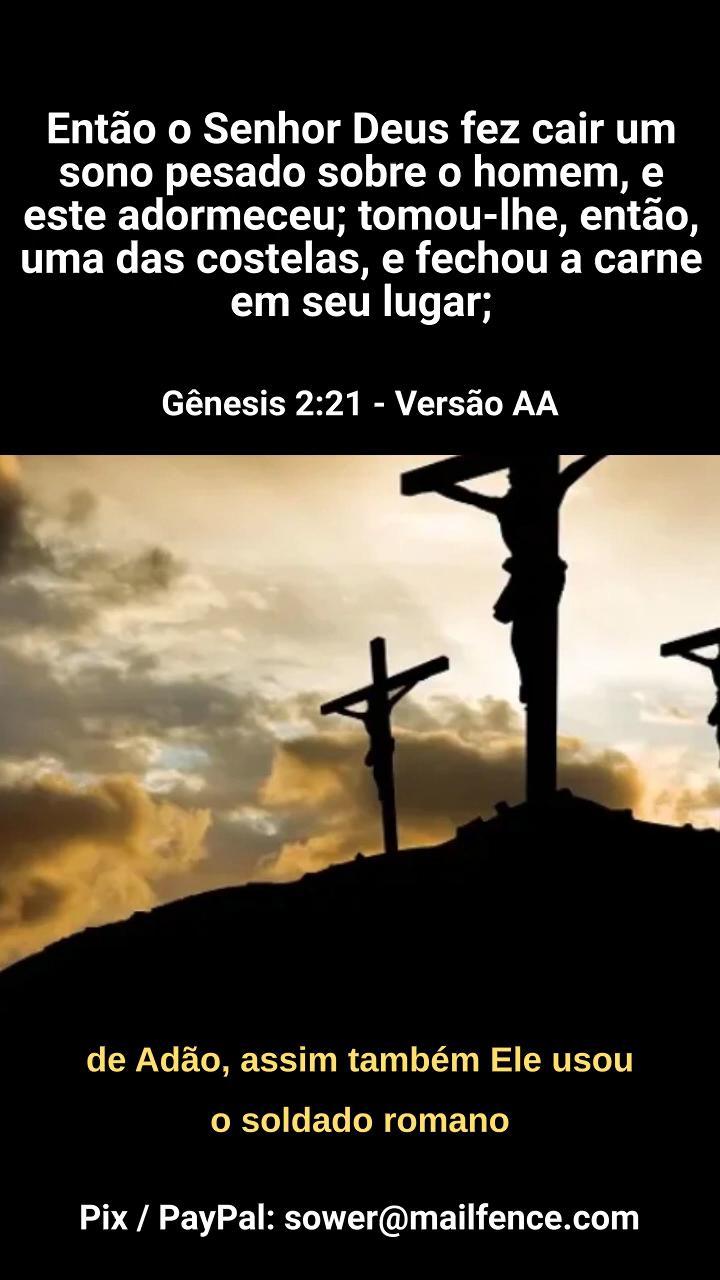 Então o Senhor Deus fez cair um
sono pesado sobre o homem, e
este adormeceu; tomou-lhe, então,
uma das costelas, e fechou a carne
em seu lugar;
Gênesis 2:21 - Versão AA
de Adão, assim também Ele usou
o soldado romano
Pix / PayPal: sower@mailfence.com